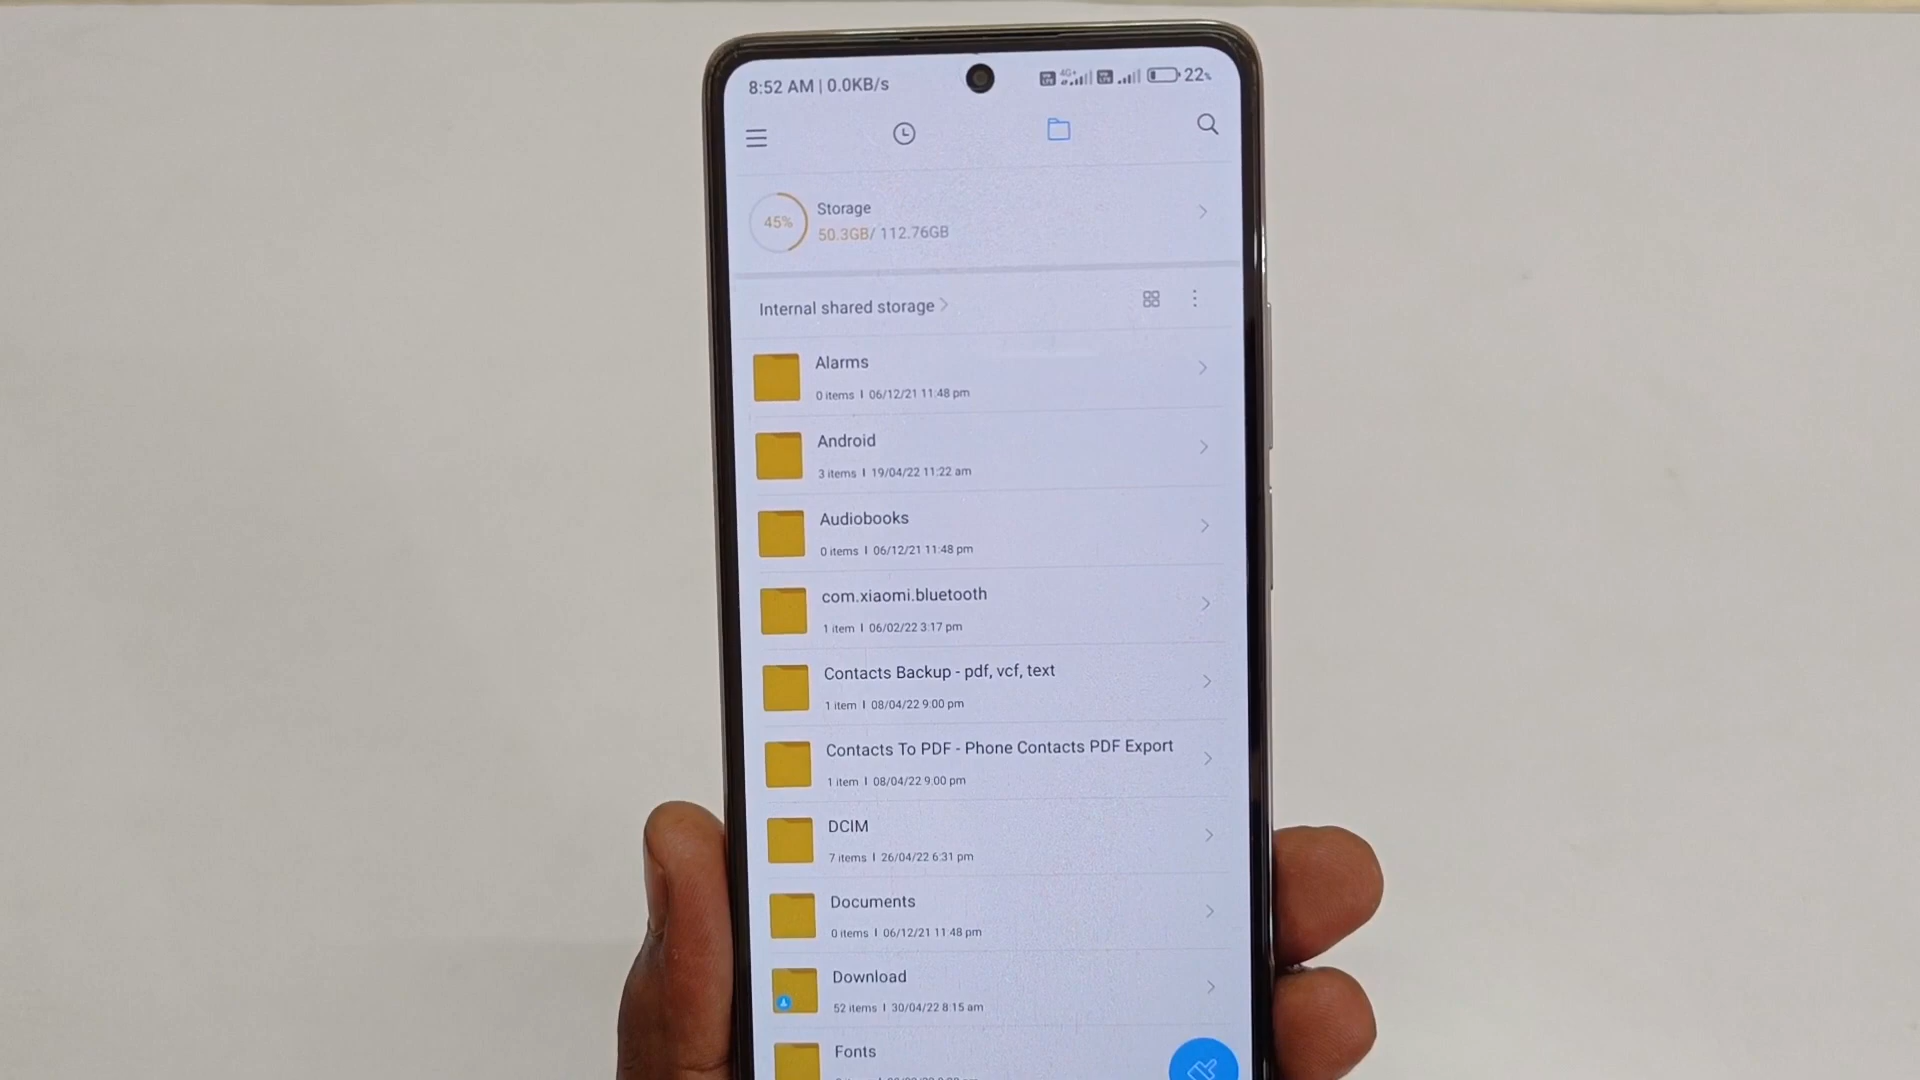 8:52 AM | 0.0KB/s
22%
45%
Storage
50.3GB/ 112.76GB
Internal shared storage
Alarms
0 items | 06/12/21 11:48 pm
Android
3 items | 19/04/22 11:22 am
Audiobooks
0 items | 06/12/21 11:48 pm
com.xiaomi.bluetooth
1 item | 06/02/22 3:17 pm
Contacts Backup - pdf, vcf, text
1 item | 08/04/22 9:00 pm
Contacts To PDF - Phone Contacts PDF Export
1 item | 08/04/22 9:00 pm
DCIM
7 items | 26/04/22 6:31 pm
Documents
0 items | 06/12/21 11:48 pm
Download
52 items | 30/04/22 8:15 am
Fonts